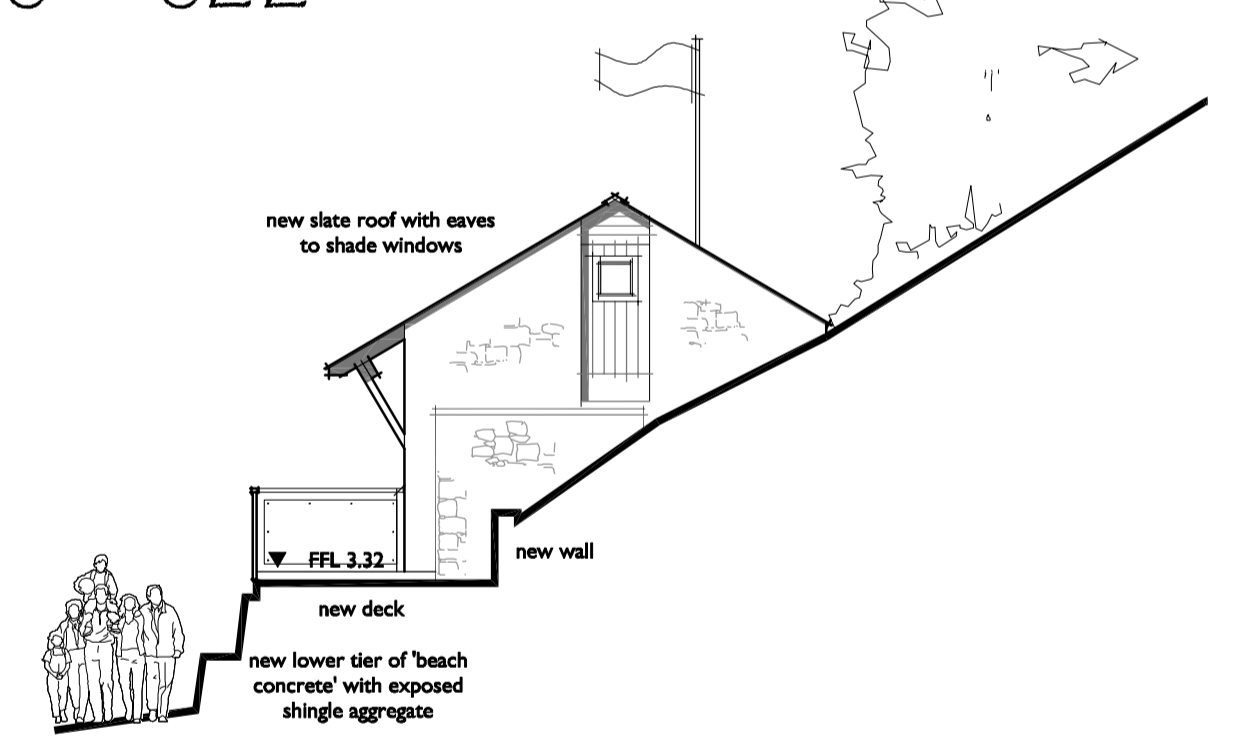 new slate roof with eaves
to shade windows
FFL 3.32
new wall
new deck
new lower tier of 'beach
concrete' with exposed
shingle aggregate